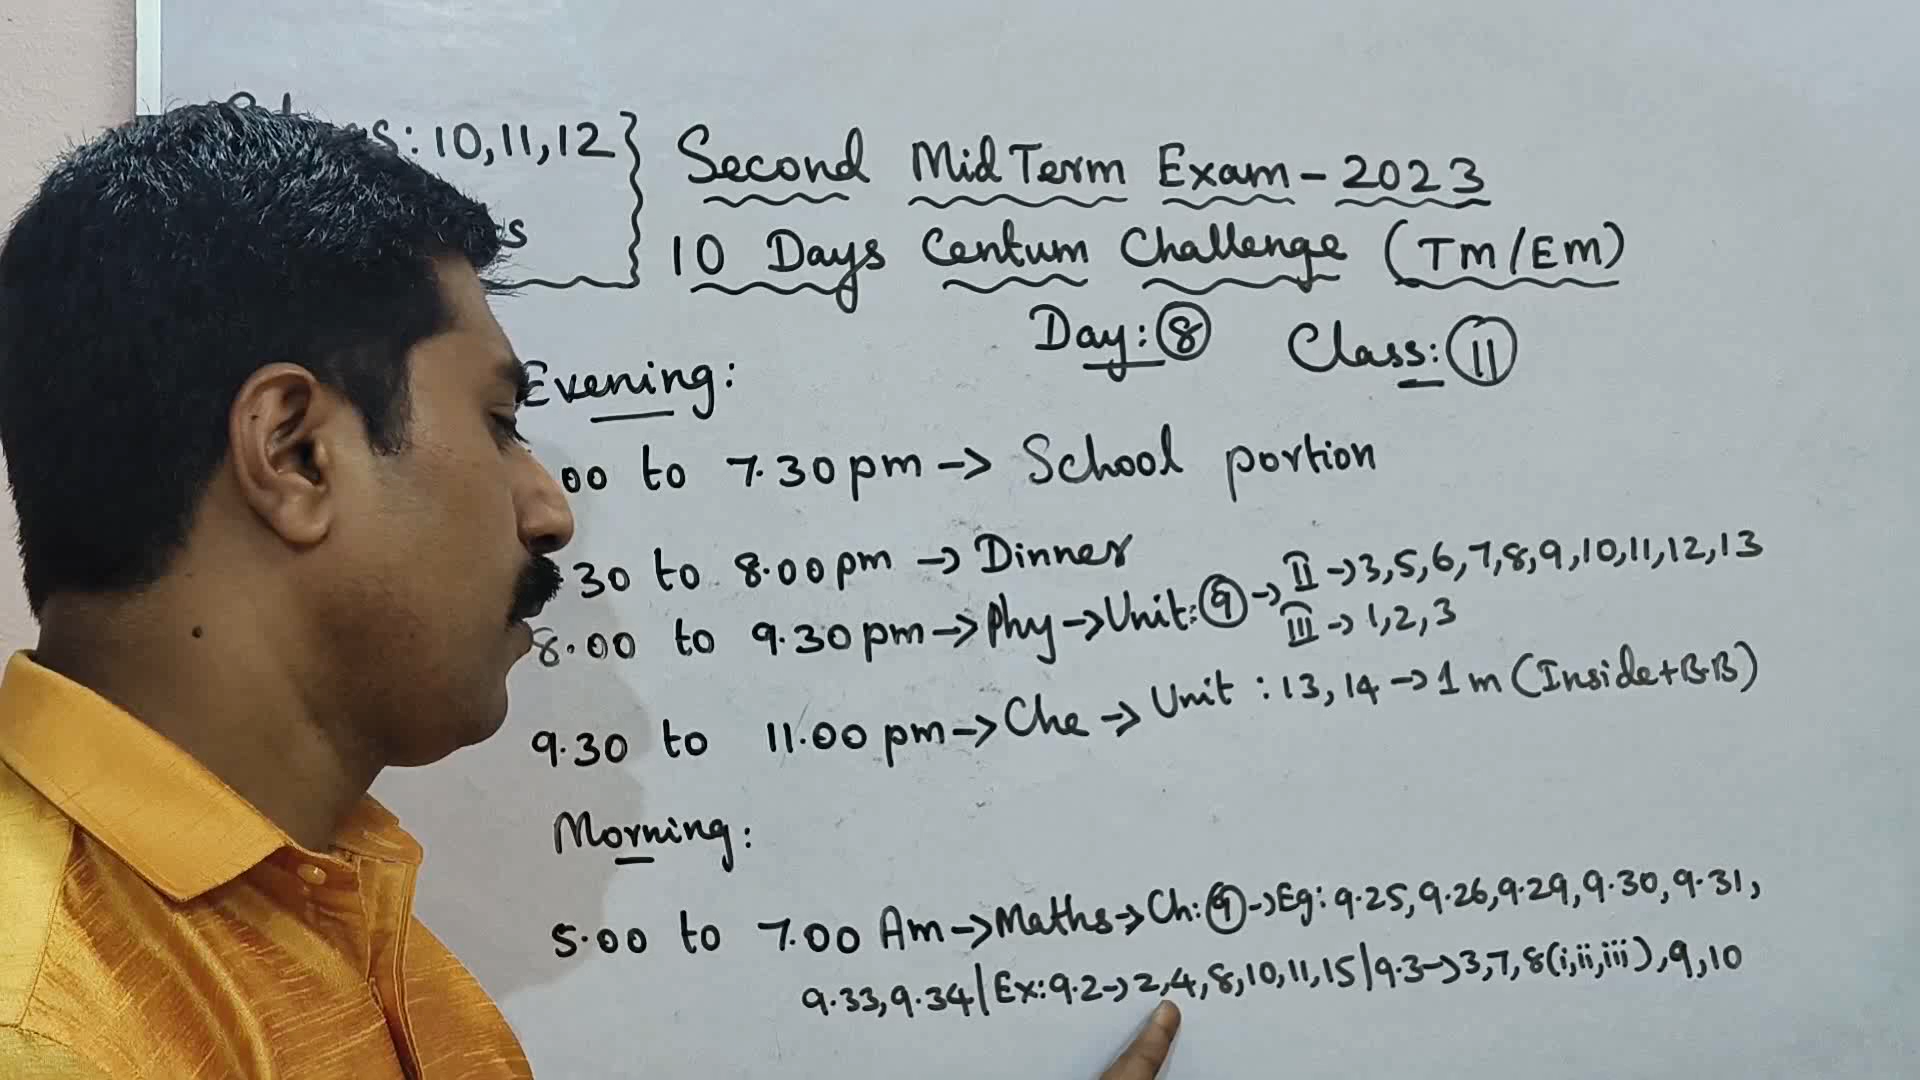 : 10,11,12}
Second Mid Term Exam - 2023
10 Days Centum Challenge (TM/EM)
Day: 8 Class: 11
Evening:
00 to 7.30 pm -> School portion
30 to 8.00 pm -> Dinner
8.00 to 9.30 pm -> Phy -> Unit: 9 -> II -> 3,5,6,7,8,9,10,11,12,13
III -> 1,2,3
9.30 to 11.00 pm -> Che -> Unit : 13,14 -> 1m (Inside+B.B)
Morning:
5.00 to 7.00 Am -> Maths -> Ch: 9 -> Eg: 9.25, 9.26, 9.29, 9.30, 9.31,
9.33, 9.34 | Ex: 9.2 -> 2,4,8,10,11,15 | 9.3 -> 3,7,8(i,ii,iii),9,10